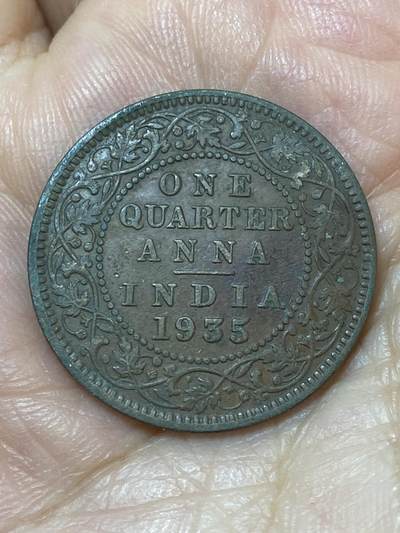 ONE
QUARTER
ANNA
INDIA
1935